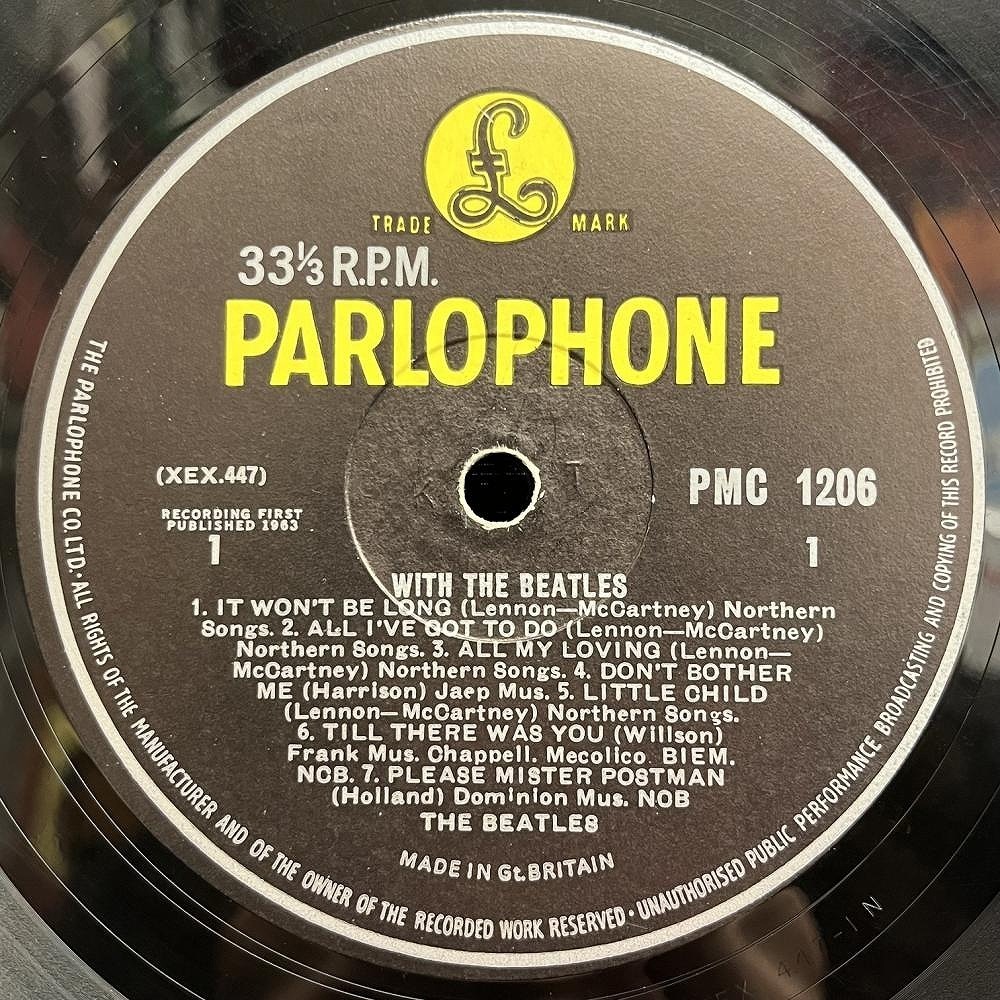 £
TRADE MARK
33⅓ R.P.M.
PARLOPHONE
(XEX.447)
PMC 1206
RECORDING FIRST
PUBLISHED 1963
1
1
K T
WITH THE BEATLES
1. IT WON'T BE LONG (Lennon—McCartney) Northern
Songs. 2. ALL I'VE GOT TO DO (Lennon—McCartney)
Northern Songs. 3. ALL MY LOVING (Lennon—
McCartney) Northern Songs. 4. DON'T BOTHER
ME (Harrison) Jaep Mus. 5. LITTLE CHILD
(Lennon—McCartney) Northern Songs.
6. TILL THERE WAS YOU (Willson)
Frank Mus. Chappell. Mecolico BIEM.
NCB. 7. PLEASE MISTER POSTMAN
(Holland) Dominion Mus. NCB
THE BEATLES
MADE IN Gt. BRITAIN
THE PARLOPHONE CO. LTD. · ALL RIGHTS OF THE MANUFACTURER AND OF THE OWNER OF THE RECORDED WORK RESERVED · UNAUTHORISED PUBLIC PERFORMANCE BROADCASTING AND COPYING OF THIS RECORD PROHIBITED